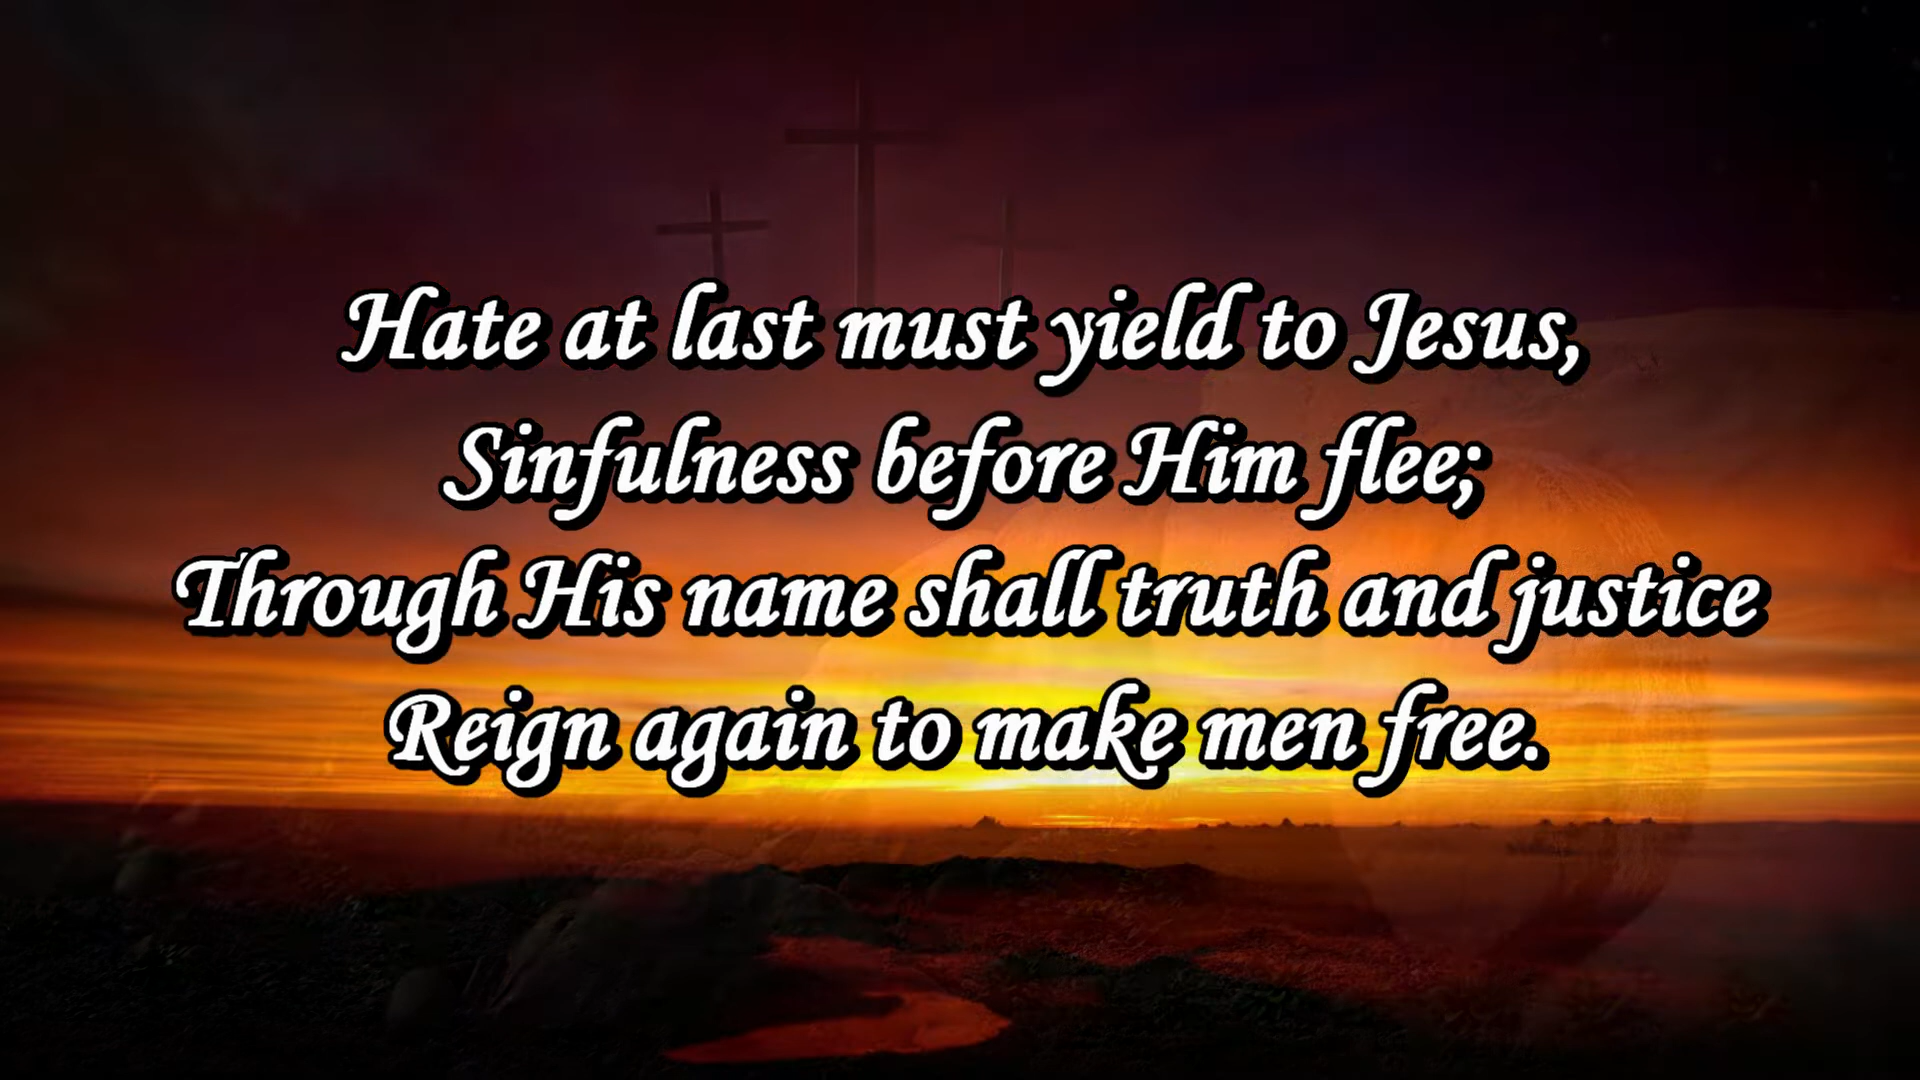 Hate at last must yield to Jesus,
Sinfulness before Him flee;
Through His name shall truth and justice
Reign again to make men free.